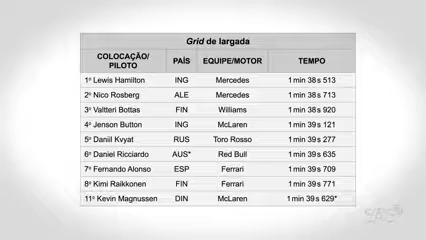 Grid de largada
COLOCAÇÃO/PILOTO PAÍS EQUIPE/MOTOR TEMPO
1º Lewis Hamilton ING Mercedes 1 min 38 s 513
2º Nico Rosberg ALE Mercedes 1 min 38 s 713
3º Valtteri Bottas FIN Williams 1 min 38 s 920
4º Jenson Button ING McLaren 1 min 39 s 121
5º Daniil Kvyat RUS Toro Rosso 1 min 39 s 277
6º Daniel Ricciardo AUS* Red Bull 1 min 39 s 635
7º Fernando Alonso ESP Ferrari 1 min 39 s 709
8º Kimi Raikkonen FIN Ferrari 1 min 39 s 771
11º Kevin Magnussen DIN McLaren 1 min 39 s 629*